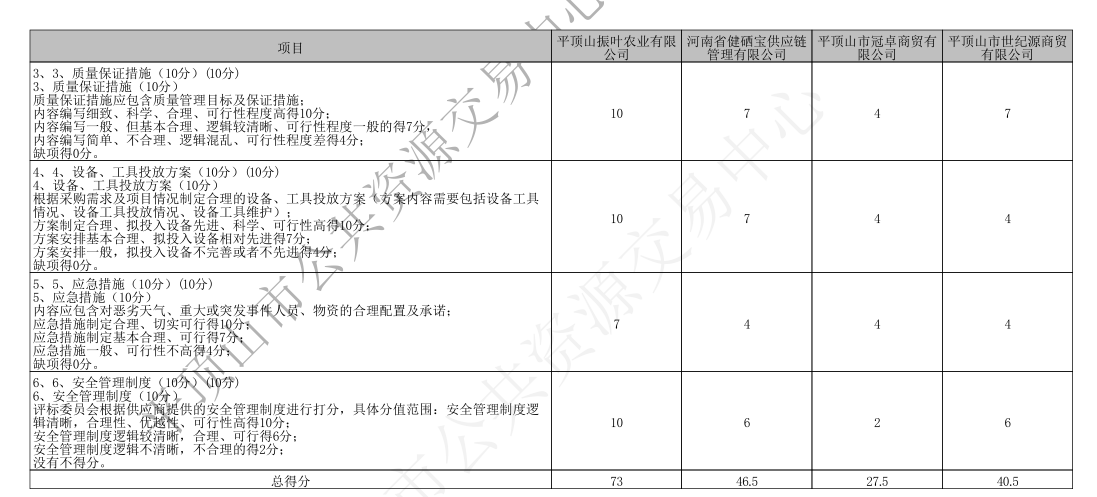 项目 平顶山振叶农业有限公司 河南省健硒宝供应链管理有限公司 平顶山市冠卓商贸有限公司 平顶山市世纪源商贸有限公司
3、3、质量保证措施（10分）(10分)
3、质量保证措施（10分）
质量保证措施应包含质量管理目标及保证措施；
内容编写细致、科学、合理、可行性程度高得10分；
内容编写一般、但基本合理、逻辑较清晰、可行性程度一般的得7分；
内容编写简单、不合理、逻辑混乱、可行性程度差得4分；
缺项得0分。
10 7 4 7
4、4、设备、工具投放方案（10分）(10分)
4、设备、工具投放方案（10分）
根据采购需求及项目情况制定合理的设备、工具投放方案（方案内容需要包括设备工具
情况、设备工具投放情况、设备工具维护）；
方案制定合理、拟投入设备先进、科学、可行性高得10分；
方案安排基本合理、拟投入设备相对先进得7分；
方案安排一般，拟投入设备不完善或者不先进得4分；
缺项得0分。
10 7 4 4
5、5、应急措施（10分）(10分)
5、应急措施（10分）
内容应包含对恶劣天气、重大或突发事件人员、物资的合理配置及承诺；
应急措施制定合理、切实可行得10分；
应急措施制定基本合理、可行得7分；
应急措施一般、可行性不高得4分；
缺项得0分。
7 4 4 4
6、6、安全管理制度（10分）(10分)
6、安全管理制度（10分）
评标委员会根据供应商提供的安全管理制度进行打分，具体分值范围：安全管理制度逻
辑清晰，合理性、优越性、可行性高得10分；
安全管理制度逻辑较清晰，合理、可行得6分；
安全管理制度逻辑不清晰，不合理的得2分；
没有不得分。
10 6 2 6
总得分 73 46.5 27.5 40.5
平顶山市公共资源交易中心
市公共资源交易中心